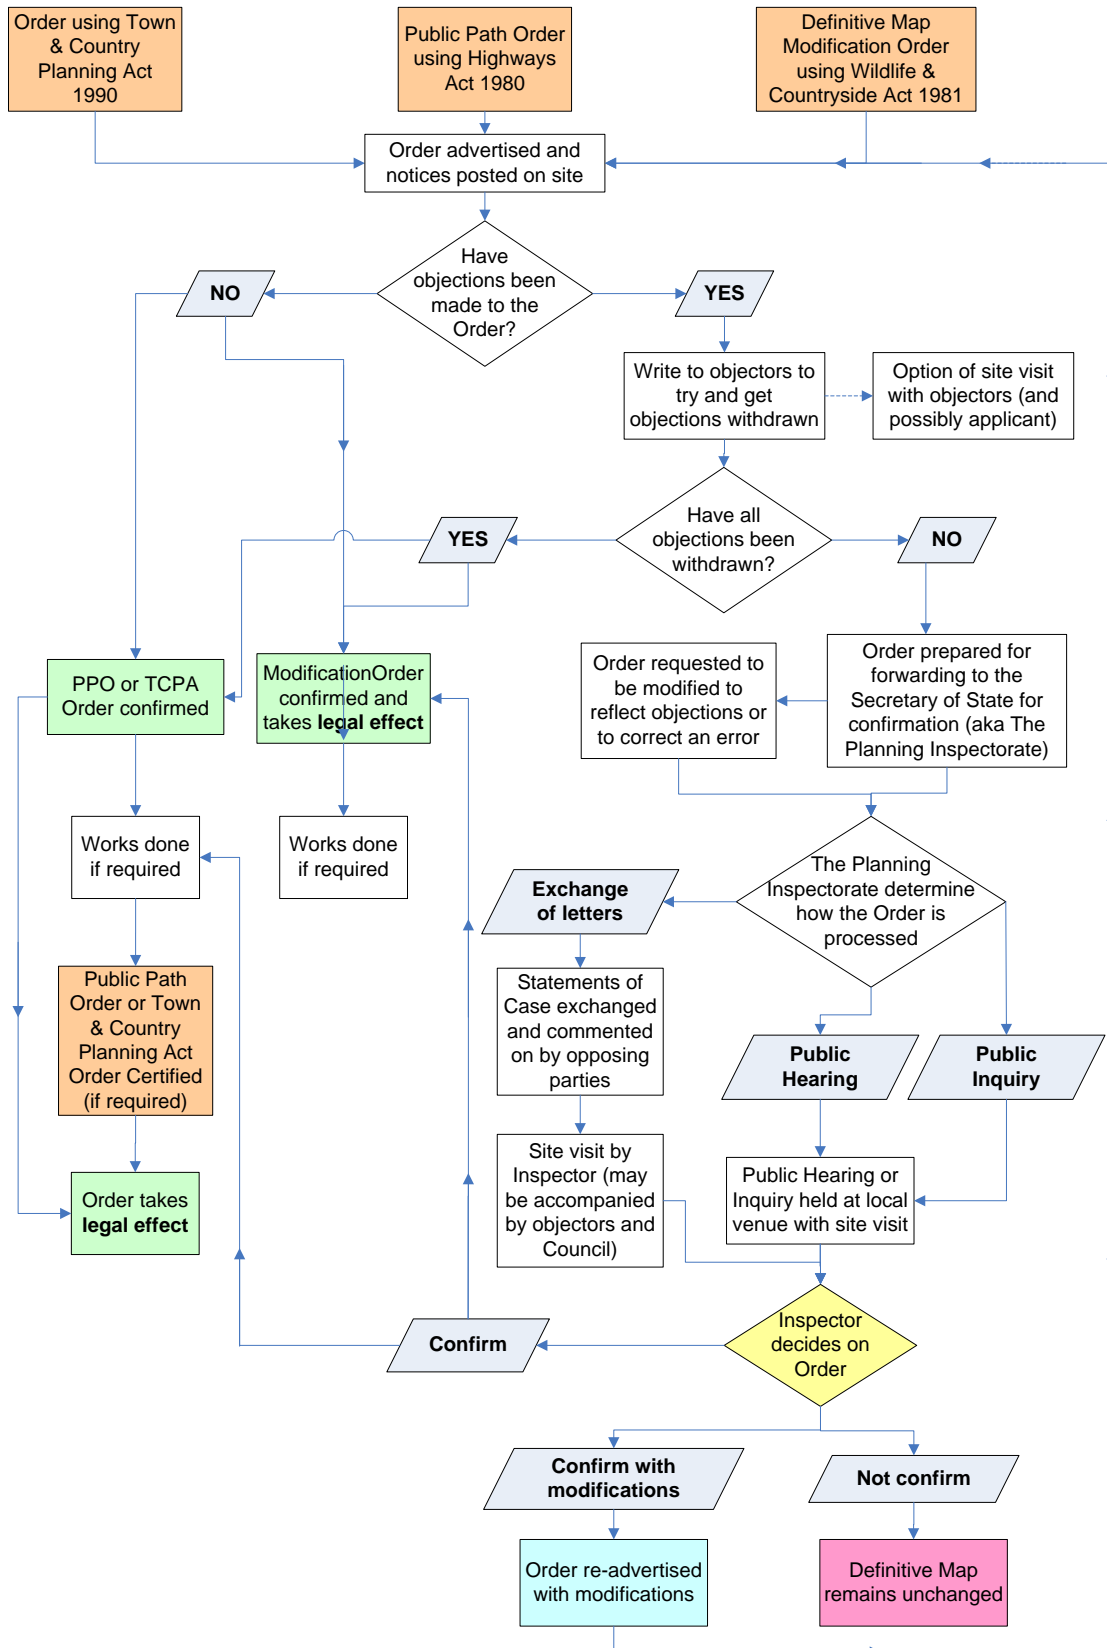 Order using Town
& Country
Planning Act
1990
Public Path Order
using Highways
Act 1980
Definitive Map
Modification Order
using Wildlife &
Countryside Act 1981
Order advertised and
notices posted on site
Have
objections been
made to the
Order?
NO
YES
Write to objectors to
try and get
objections withdrawn
Option of site visit
with objectors (and
possibly applicant)
Have all
objections been
withdrawn?
YES
NO
PPO or TCPA
Order confirmed
ModificationOrder
confirmed and
takes legal effect
Order requested to
be modified to
reflect objections or
to correct an error
Order prepared for
forwarding to the
Secretary of State for
confirmation (aka The
Planning Inspectorate)
Works done
if required
Works done
if required
The Planning
Inspectorate determine
how the Order is
processed
Exchange
of letters
Public Path
Order or Town
& Country
Planning Act
Order Certified
(if required)
Statements of
Case exchanged
and commented
on by opposing
parties
Public
Hearing
Public
Inquiry
Site visit by
Inspector (may
be accompanied
by objectors and
Council)
Public Hearing or
Inquiry held at local
venue with site visit
Order takes
legal effect
Confirm
Inspector
decides on
Order
Confirm with
modifications
Not confirm
Order re-advertised
with modifications
Definitive Map
remains unchanged